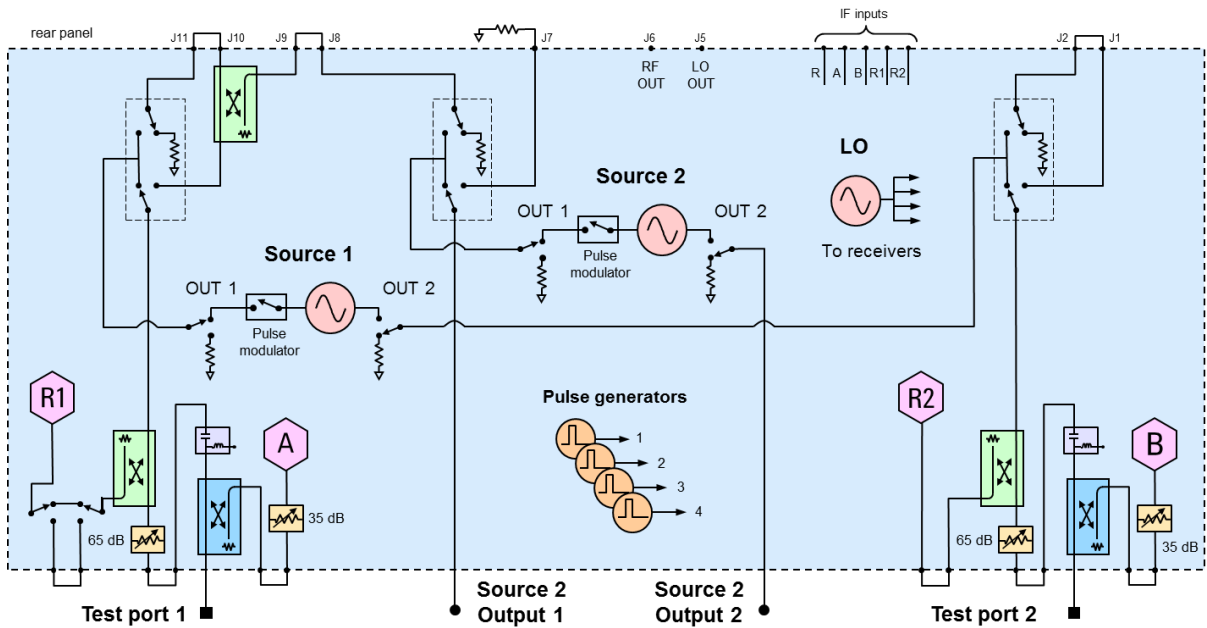 IF inputs
rear panel
J11
J10
J9
J8
J7
J6
J5
J2
J1
RF
OUT
LO
OUT
R
A
B
R1
R2
LO
Source 2
OUT 1
OUT 2
Pulse
modulator
To receivers
Source 1
OUT 1
OUT 2
Pulse
modulator
R1
A
R2
B
Pulse generators
1
2
3
4
35 dB
65 dB
65 dB
35 dB
Test port 1
Source 2
Output 1
Source 2
Output 2
Test port 2